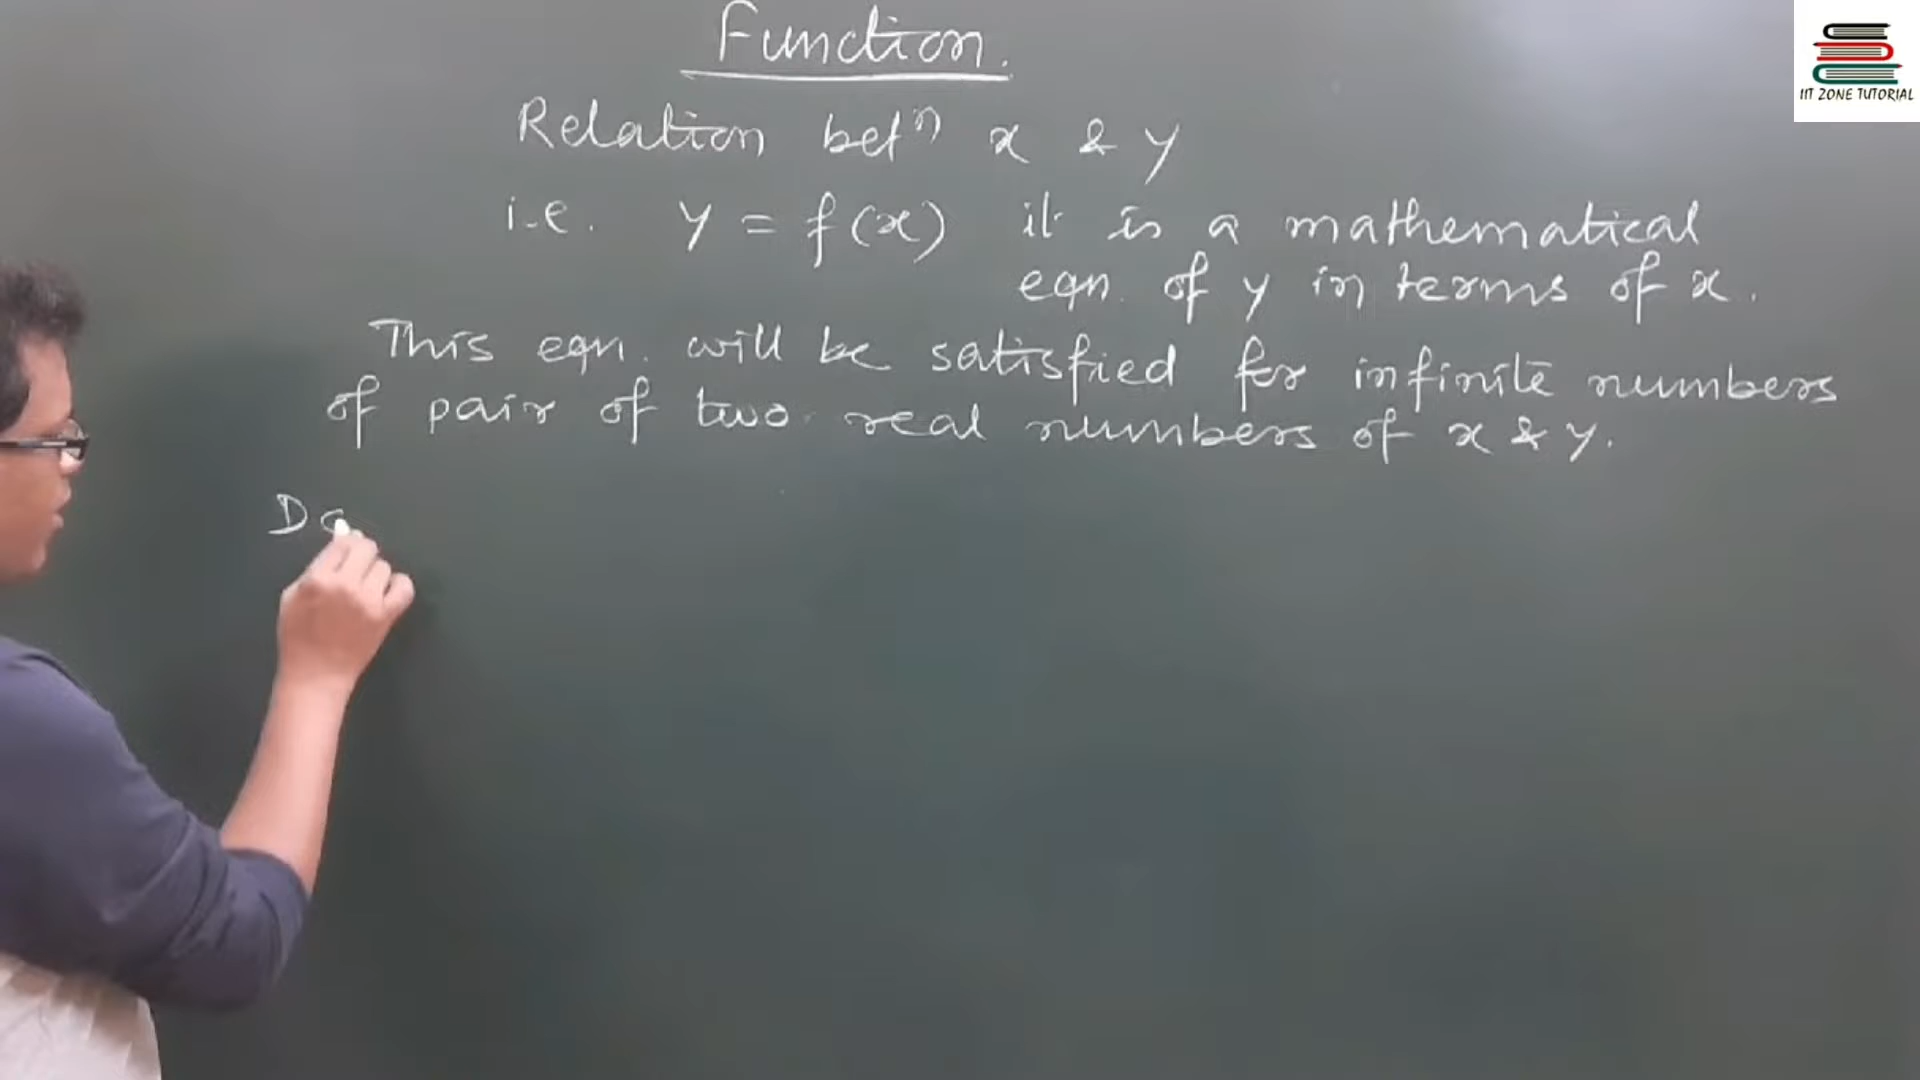 Function.
IIT ZONE TUTORIAL
Relation betⁿ x & y
i.e. y = f(x) it is a mathematical
eqn. of y in terms of x.
This eqn. will be satisfied for infinite numbers
of pair of two real numbers of x & y.
Do